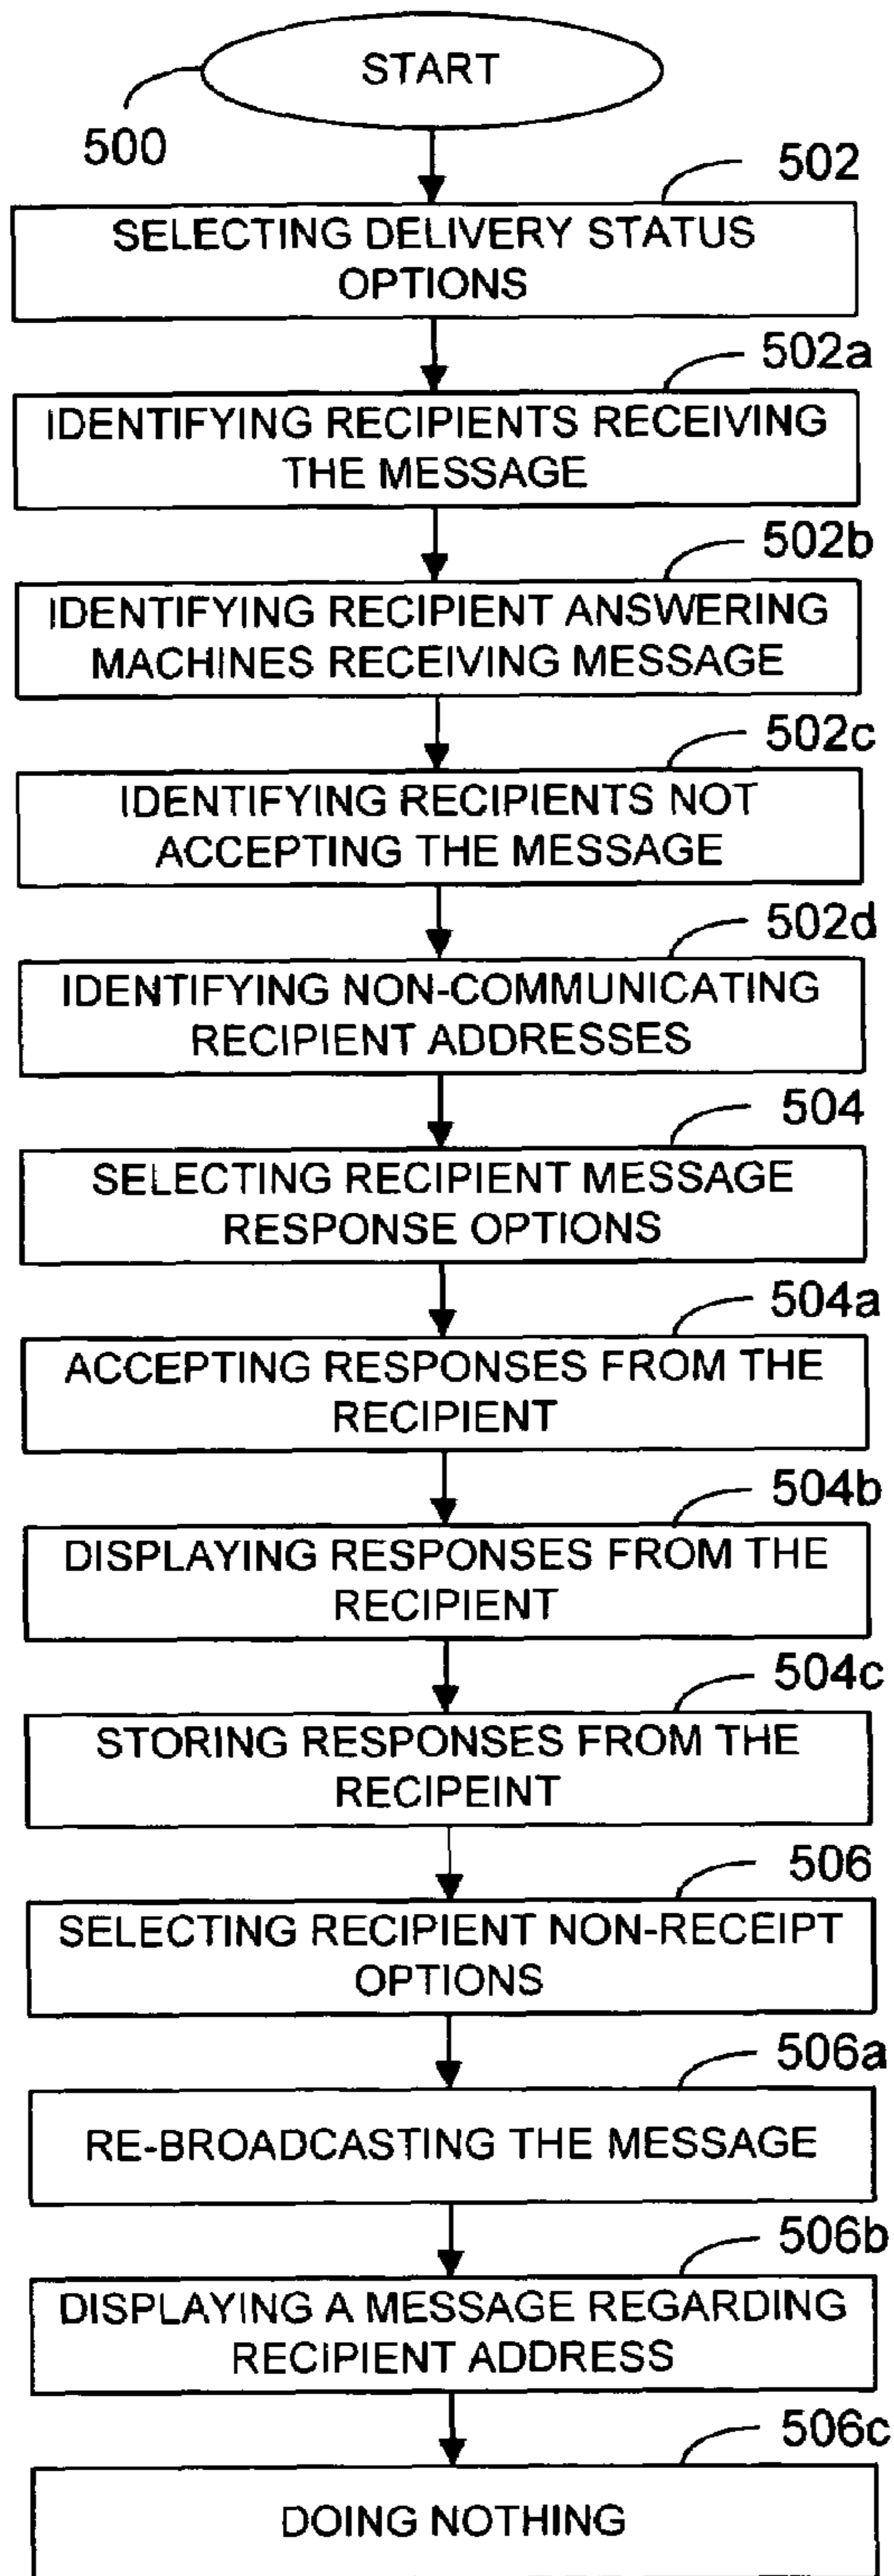 START
500
502
SELECTING DELIVERY STATUS
OPTIONS
502a
IDENTIFYING RECIPIENTS RECEIVING
THE MESSAGE
502b
IDENTIFYING RECIPIENT ANSWERING
MACHINES RECEIVING MESSAGE
502c
IDENTIFYING RECIPIENTS NOT
ACCEPTING THE MESSAGE
502d
IDENTIFYING NON-COMMUNICATING
RECIPIENT ADDRESSES
504
SELECTING RECIPIENT MESSAGE
RESPONSE OPTIONS
504a
ACCEPTING RESPONSES FROM THE
RECIPIENT
504b
DISPLAYING RESPONSES FROM THE
RECIPIENT
504c
STORING RESPONSES FROM THE
RECIPEINT
506
SELECTING RECIPIENT NON-RECEIPT
OPTIONS
506a
RE-BROADCASTING THE MESSAGE
506b
DISPLAYING A MESSAGE REGARDING
RECIPIENT ADDRESS
506c
DOING NOTHING